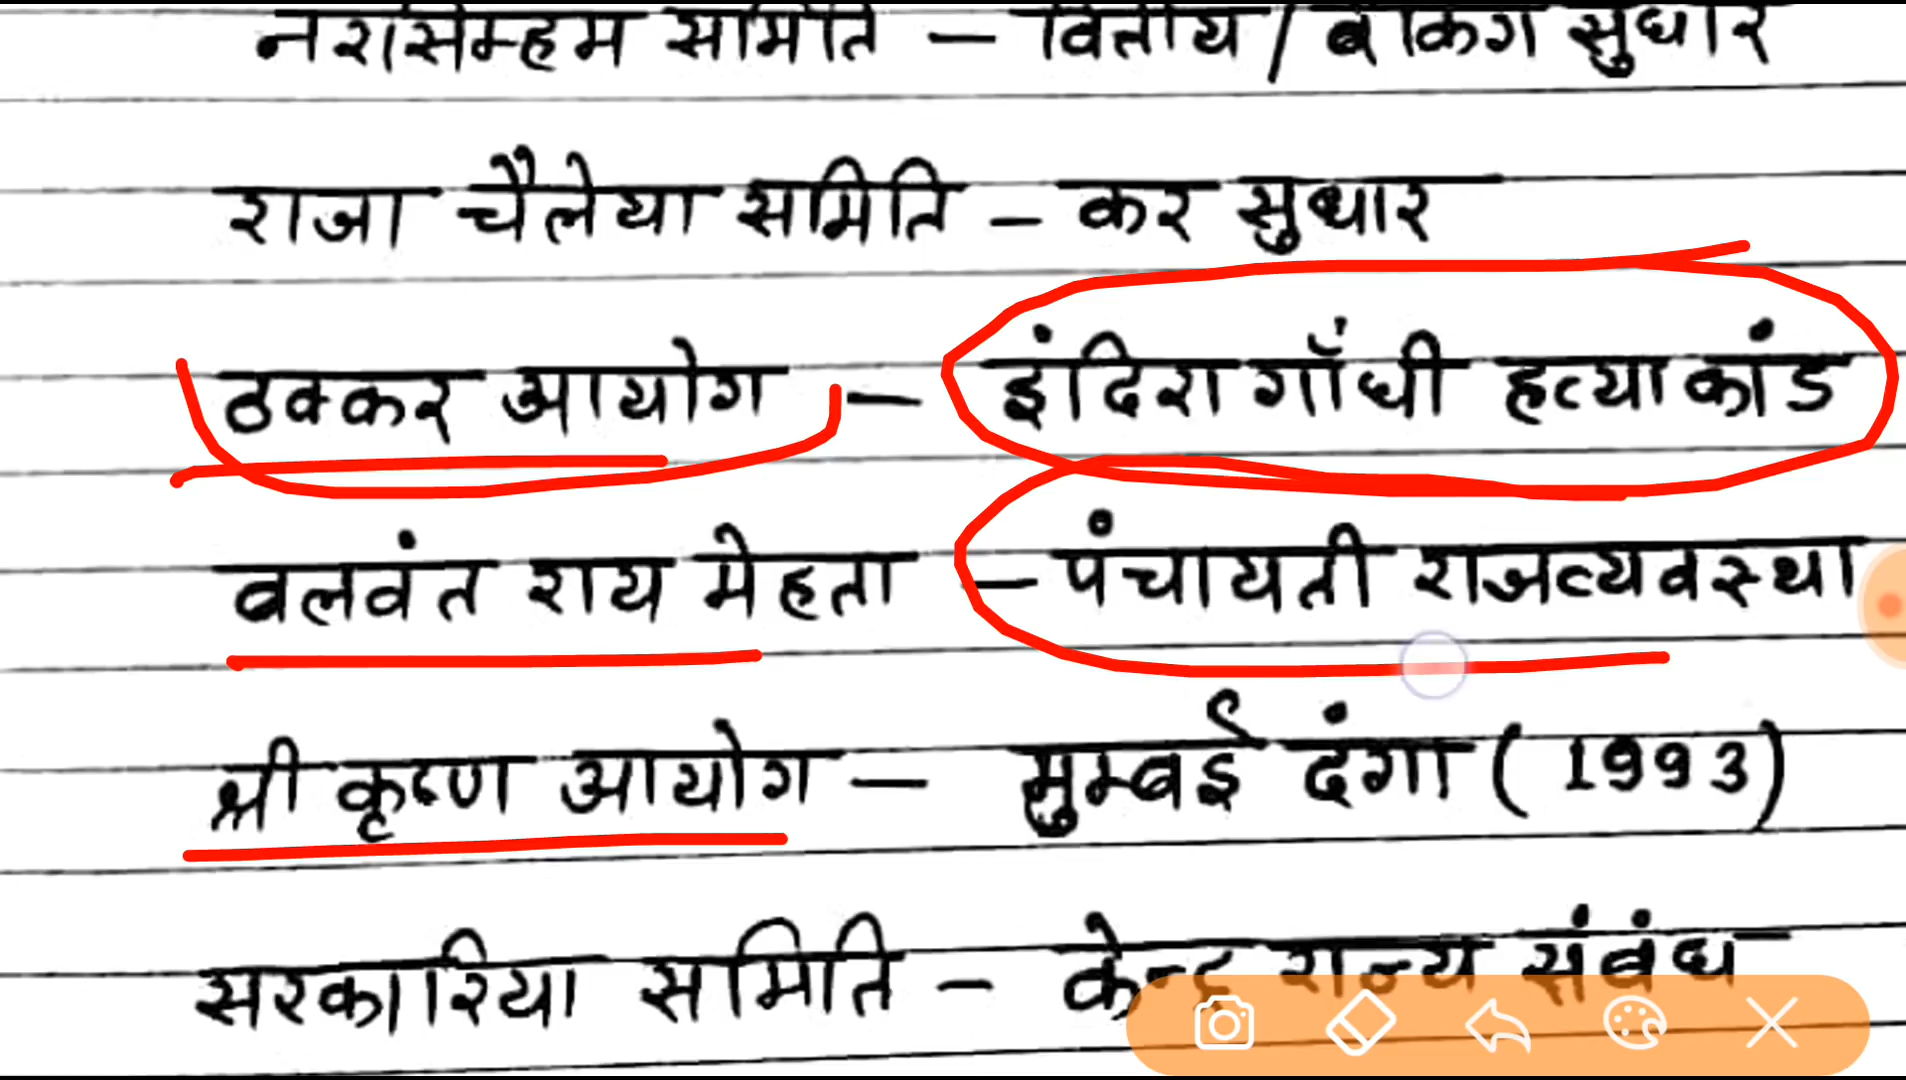 नरसिम्हम समिति – वित्तीय / बैंकिंग सुधार
राजा चैलेया समिति – कर सुधार
ठक्कर आयोग – इंदिरा गाँधी हत्याकांड
बलवंत राय मेहता – पंचायती राजव्यवस्था
श्री कृष्ण आयोग – मुम्बई दंगा ( 1993 )
सरकारिया समिति – केन्द्र राज्य संबंध